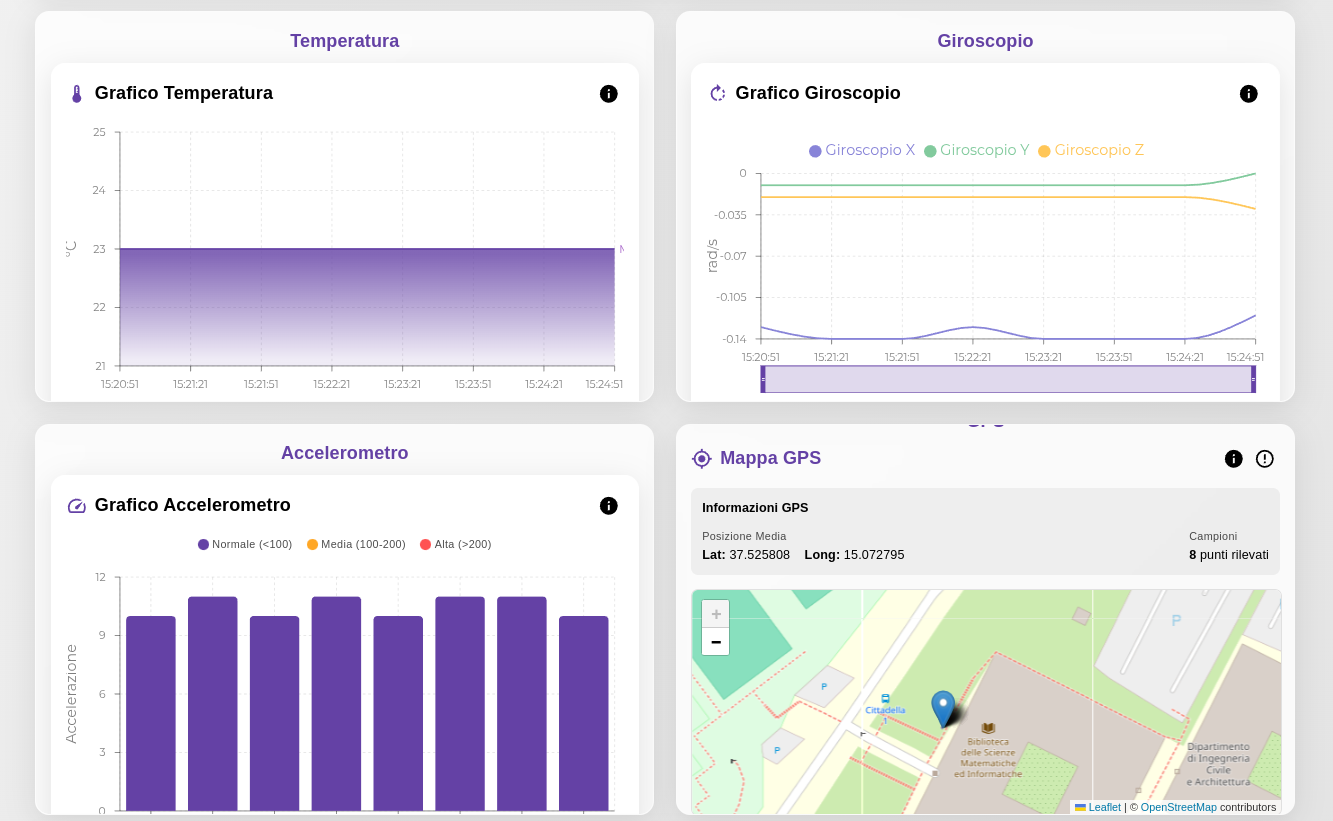 Temperatura
Grafico Temperatura
25
24
23
22
21
°C
15:20:51 15:21:21 15:21:51 15:22:21 15:23:21 15:23:51 15:24:21 15:24:51
Giroscopio
Grafico Giroscopio
Giroscopio X Giroscopio Y Giroscopio Z
0
-0.035
-0.07
-0.105
-0.14
rad/s
15:20:51 15:21:21 15:21:51 15:22:21 15:23:21 15:23:51 15:24:21 15:24:51
Accelerometro
Grafico Accelerometro
Normale (<100) Media (100-200) Alta (>200)
12
9
6
3
0
Accelerazione
Mappa GPS
Informazioni GPS
Posizione Media
Lat: 37.525808 Long: 15.072795
Campioni
8 punti rilevati
+
−
P
P
P
Cittadella
1
Biblioteca
delle Scienze
Matematiche
ed Informatiche
Dipartimento
di Ingegneria
Civile
e Architettura
Leaflet | © OpenStreetMap contributors